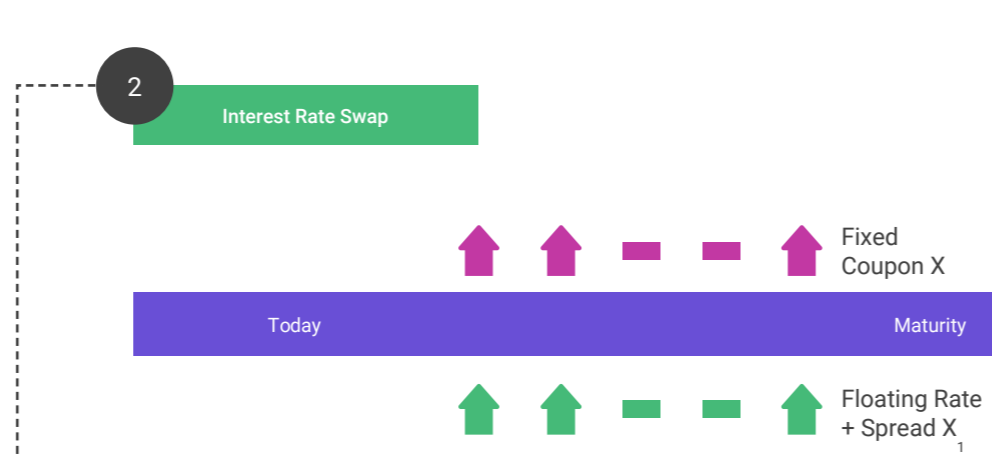 2
Interest Rate Swap
Fixed
Coupon X
Today
Maturity
Floating Rate
+ Spread X
1